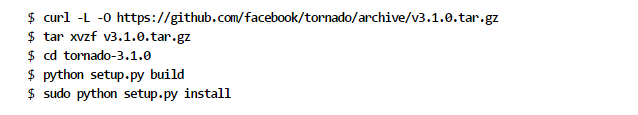 $ curl -L -O https://github.com/facebook/tornado/archive/v3.1.0.tar.gz
$ tar xvzf v3.1.0.tar.gz
$ cd tornado-3.1.0
$ python setup.py build
$ sudo python setup.py install